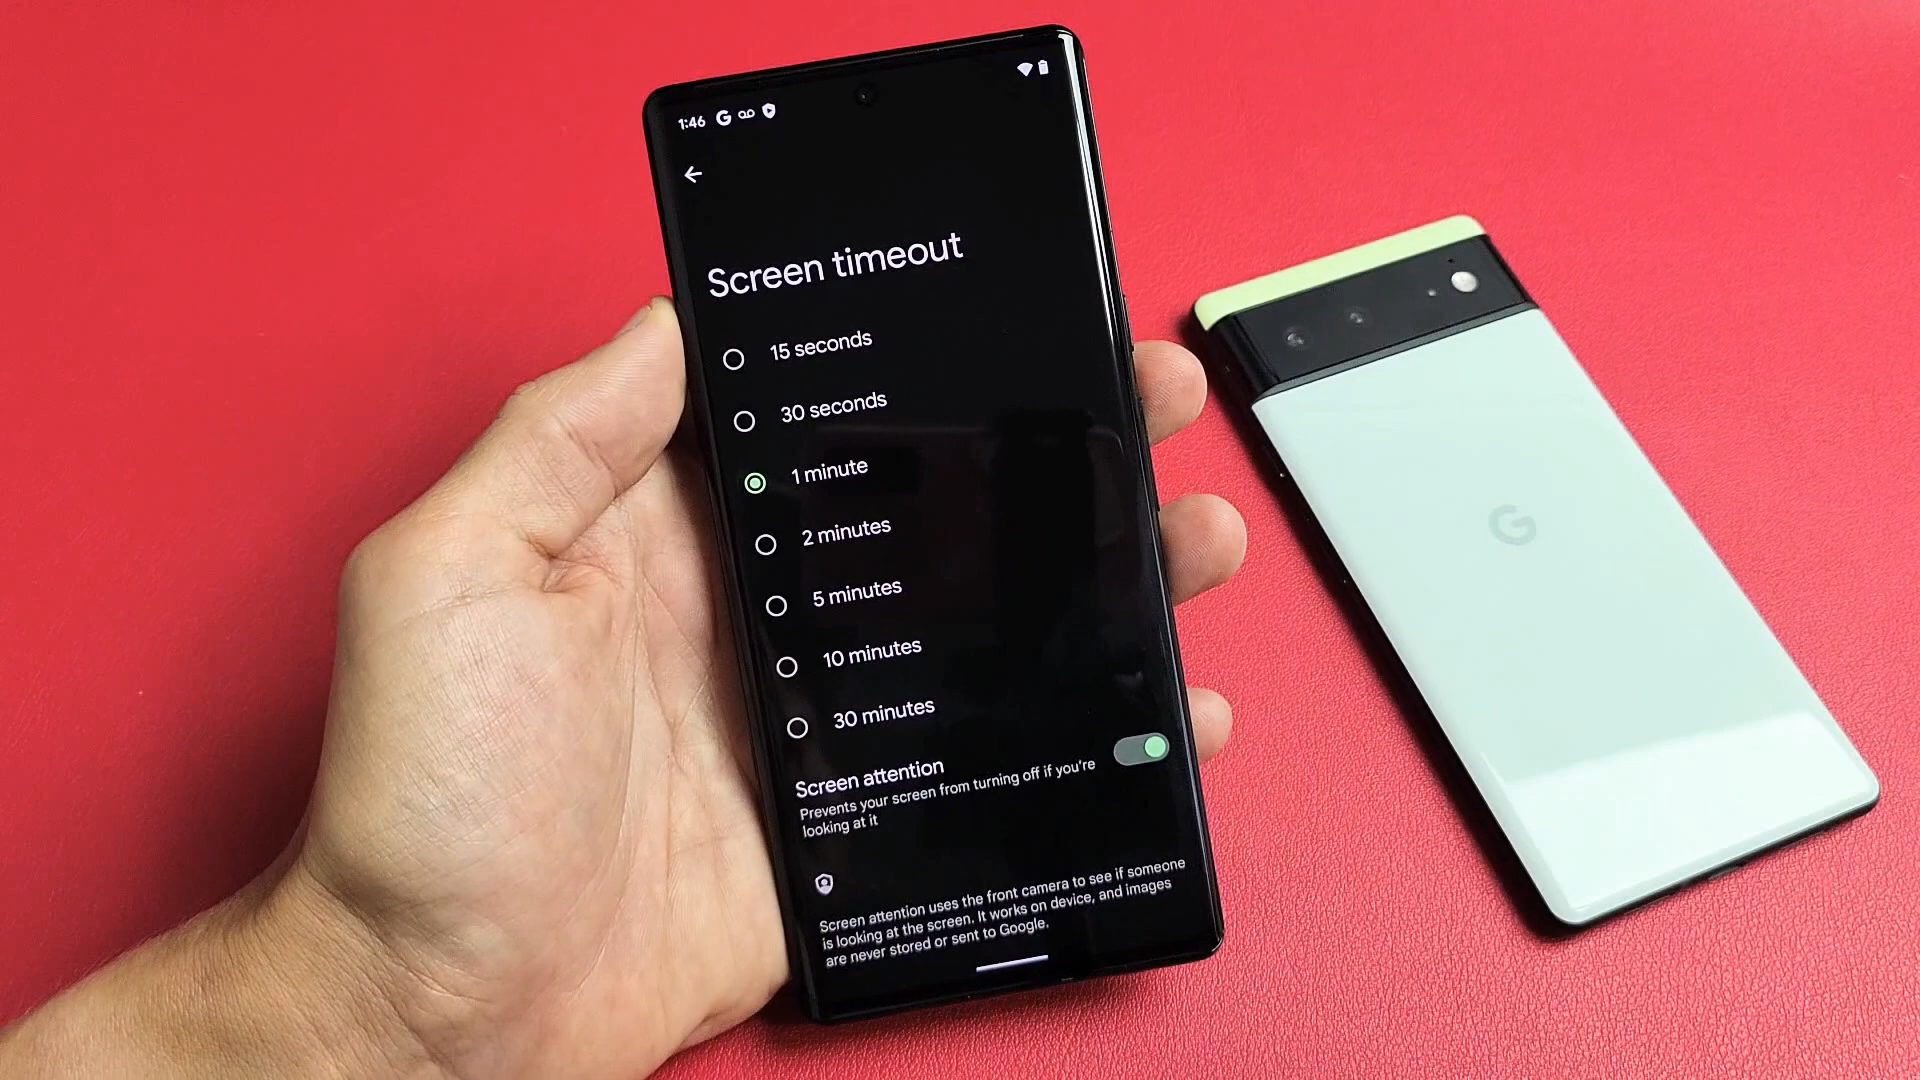 1:46
Screen timeout
15 seconds
30 seconds
1 minute
2 minutes
5 minutes
10 minutes
30 minutes
Screen attention
Prevents your screen from turning off if you're
looking at it
Screen attention uses the front camera to see if someone
is looking at the screen. It works on device, and images
are never stored or sent to Google.
G